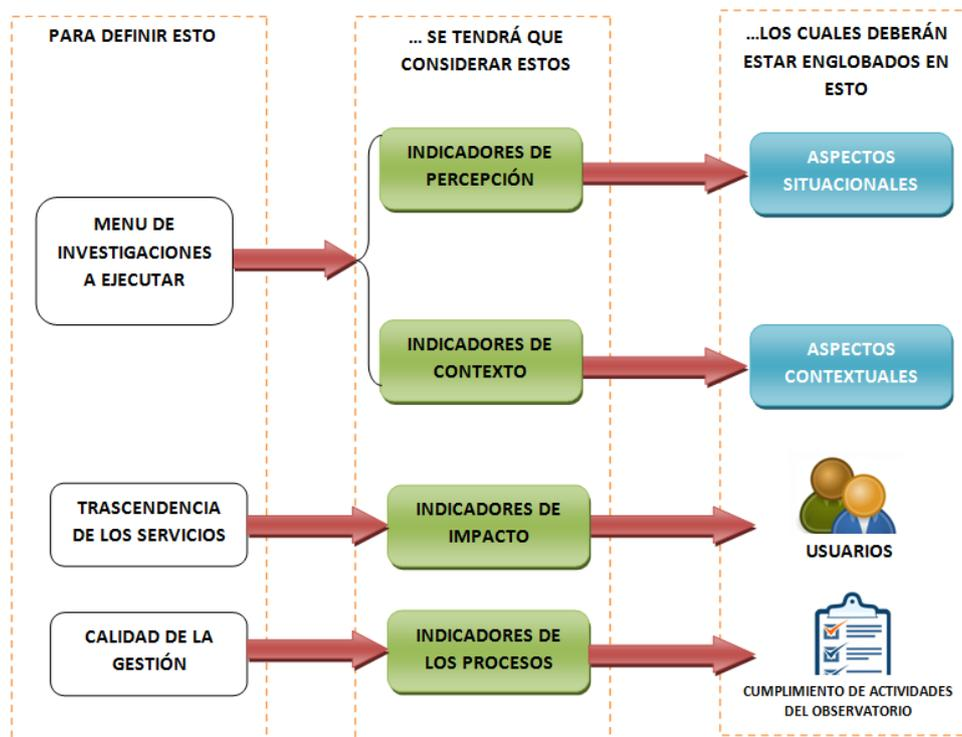 PARA DEFINIR ESTO
... SE TENDRÁ QUE
CONSIDERAR ESTOS
...LOS CUALES DEBERÁN
ESTAR ENGLOBADOS EN
ESTO
MENU DE
INVESTIGACIONES
A EJECUTAR
INDICADORES DE
PERCEPCIÓN
ASPECTOS
SITUACIONALES
INDICADORES DE
CONTEXTO
ASPECTOS
CONTEXTUALES
TRASCENDENCIA
DE LOS SERVICIOS
INDICADORES DE
IMPACTO
USUARIOS
CALIDAD DE LA
GESTIÓN
INDICADORES DE
LOS PROCESOS
CUMPLIMIENTO DE ACTIVIDADES
DEL OBSERVATORIO